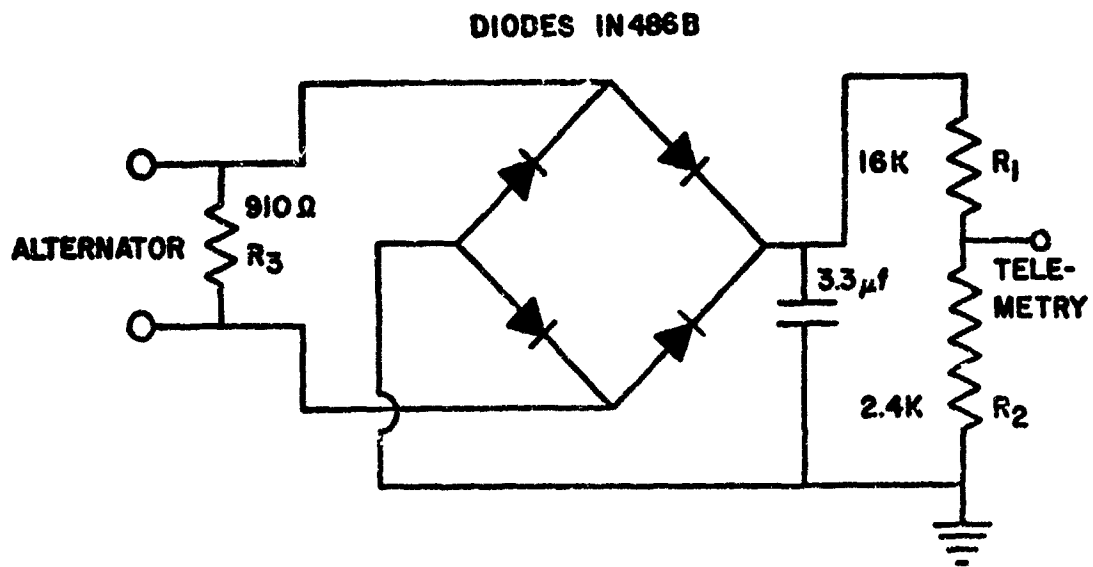 DIODES IN486B
16K
R1
910Ω
ALTERNATOR
R3
3.3µf
TELE-
METRY
2.4K
R2